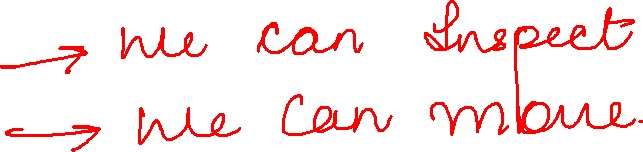 → We can Inspect
→ We can move.